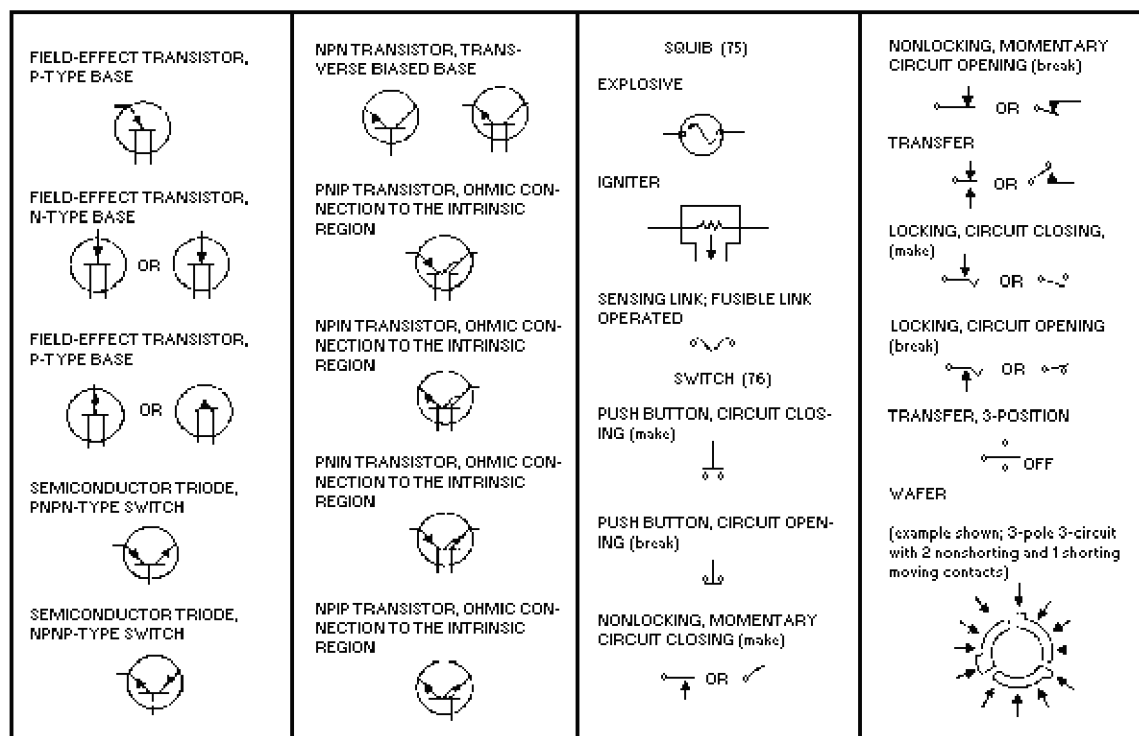 FIELD-EFFECT TRANSISTOR,
P-TYPE BASE
FIELD-EFFECT TRANSISTOR,
N-TYPE BASE
OR
FIELD-EFFECT TRANSISTOR,
P-TYPE BASE
OR
SEMICONDUCTOR TRIODE,
PNPN-TYPE SWITCH
SEMICONDUCTOR TRIODE,
NPNP-TYPE SWITCH
NPN TRANSISTOR, TRANS-
VERSE BIASED BASE
PNIP TRANSISTOR, OHMIC CON-
NECTION TO THE INTRINSIC
REGION
NPIN TRANSISTOR, OHMIC CON-
NECTION TO THE INTRINSIC
REGION
PNIN TRANSISTOR, OHMIC CON-
NECTION TO THE INTRINSIC
REGION
NPIP TRANSISTOR, OHMIC CON-
NECTION TO THE INTRINSIC
REGION
SQUIB (75)
EXPLOSIVE
IGNITER
SENSING LINK; FUSIBLE LINK
OPERATED
SWITCH (76)
PUSH BUTTON, CIRCUIT CLOS-
ING (make)
PUSH BUTTON, CIRCUIT OPEN-
ING (break)
NONLOCKING, MOMENTARY
CIRCUIT CLOSING (make)
OR
NONLOCKING, MOMENTARY
CIRCUIT OPENING (break)
OR
TRANSFER
OR
LOCKING, CIRCUIT CLOSING,
(make)
OR
LOCKING, CIRCUIT OPENING
(break)
OR
TRANSFER, 3-POSITION
OFF
WAFER
(example shown; 3-pole 3-circuit
with 2 nonshorting and 1 shorting
moving contacts)